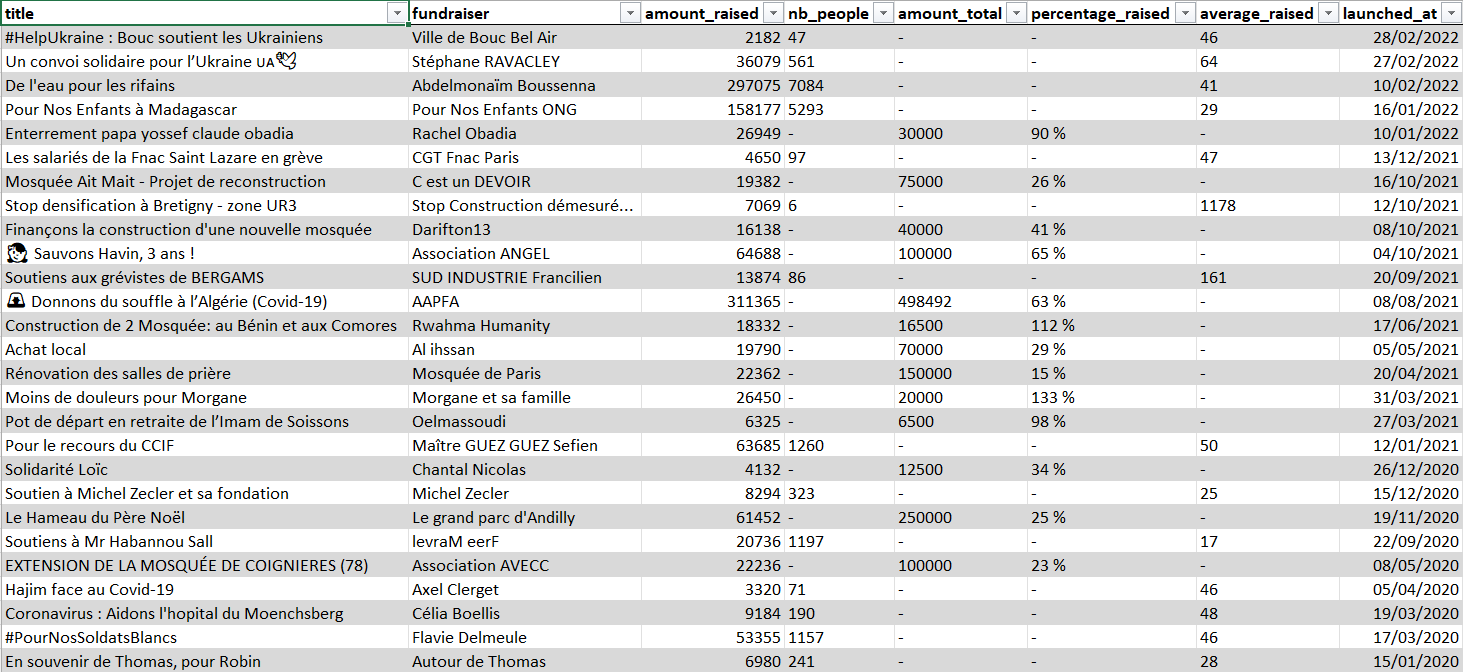 title fundraiser amount_raised nb_people amount_total percentage_raised average_raised launched_at
#HelpUkraine : Bouc soutient les Ukrainiens Ville de Bouc Bel Air 2182 47 - - 46 28/02/2022
Un convoi solidaire pour l’Ukraine UA🕊 Stéphane RAVACLEY 36079 561 - - 64 27/02/2022
De l'eau pour les rifains Abdelmonaïm Boussenna 297075 7084 - - 41 10/02/2022
Pour Nos Enfants à Madagascar Pour Nos Enfants ONG 158177 5293 - - 29 16/01/2022
Enterrement papa yossef claude obadia Rachel Obadia 26949 - 30000 90 % - 10/01/2022
Les salariés de la Fnac Saint Lazare en grève CGT Fnac Paris 4650 97 - - 47 13/12/2021
Mosquée Ait Mait - Projet de reconstruction C est un DEVOIR 19382 - 75000 26 % - 16/10/2021
Stop densification à Bretigny - zone UR3 Stop Construction démesuré... 7069 6 - - 1178 12/10/2021
Finançons la construction d'une nouvelle mosquée Darifton13 16138 - 40000 41 % - 08/10/2021
Sauvons Havin, 3 ans ! Association ANGEL 64688 - 100000 65 % - 04/10/2021
Soutiens aux grévistes de BERGAMS SUD INDUSTRIE Francilien 13874 86 - - 161 20/09/2021
Donnons du souffle à l’Algérie (Covid-19) AAPFA 311365 - 498492 63 % - 08/08/2021
Construction de 2 Mosquée: au Bénin et aux Comores Rwahma Humanity 18332 - 16500 112 % - 17/06/2021
Achat local Al ihssan 19790 - 70000 29 % - 05/05/2021
Rénovation des salles de prière Mosquée de Paris 22362 - 150000 15 % - 20/04/2021
Moins de douleurs pour Morgane Morgane et sa famille 26450 - 20000 133 % - 31/03/2021
Pot de départ en retraite de l’Imam de Soissons Oelmassoudi 6325 - 6500 98 % - 27/03/2021
Pour le recours du CCIF Maître GUEZ GUEZ Sefien 63685 1260 - - 50 12/01/2021
Solidarité Loïc Chantal Nicolas 4132 - 12500 34 % - 26/12/2020
Soutien à Michel Zecler et sa fondation Michel Zecler 8294 323 - - 25 15/12/2020
Le Hameau du Père Noël Le grand parc d'Andilly 61452 - 250000 25 % - 19/11/2020
Soutiens à Mr Habannou Sall levraM eerF 20736 1197 - - 17 22/09/2020
EXTENSION DE LA MOSQUÉE DE COIGNIERES (78) Association AVECC 22236 - 100000 23 % - 08/05/2020
Hajim face au Covid-19 Axel Clerget 3320 71 - - 46 05/04/2020
Coronavirus : Aidons l'hopital du Moenchsberg Célia Boellis 9184 190 - - 48 19/03/2020
#PourNosSoldatsBlancs Flavie Delmeule 53355 1157 - - 46 17/03/2020
En souvenir de Thomas, pour Robin Autour de Thomas 6980 241 - - 28 15/01/2020